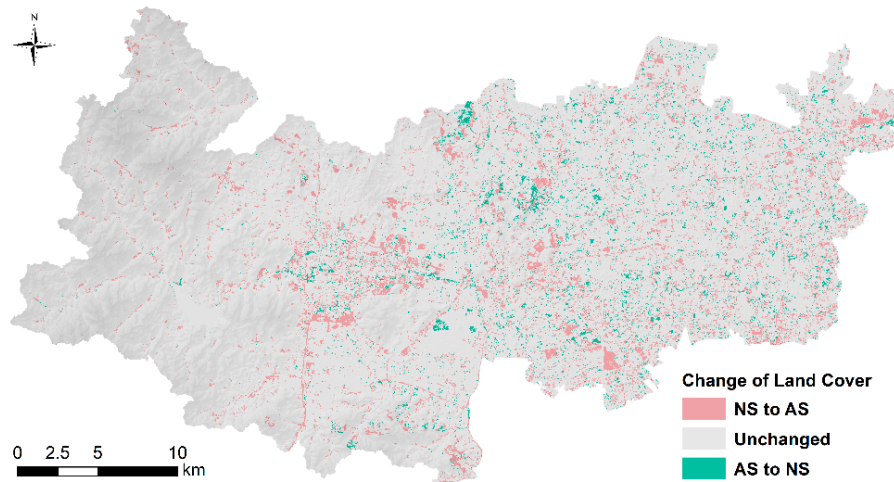 N
Change of Land Cover
NS to AS
Unchanged
AS to NS
0 2.5 5 10
km